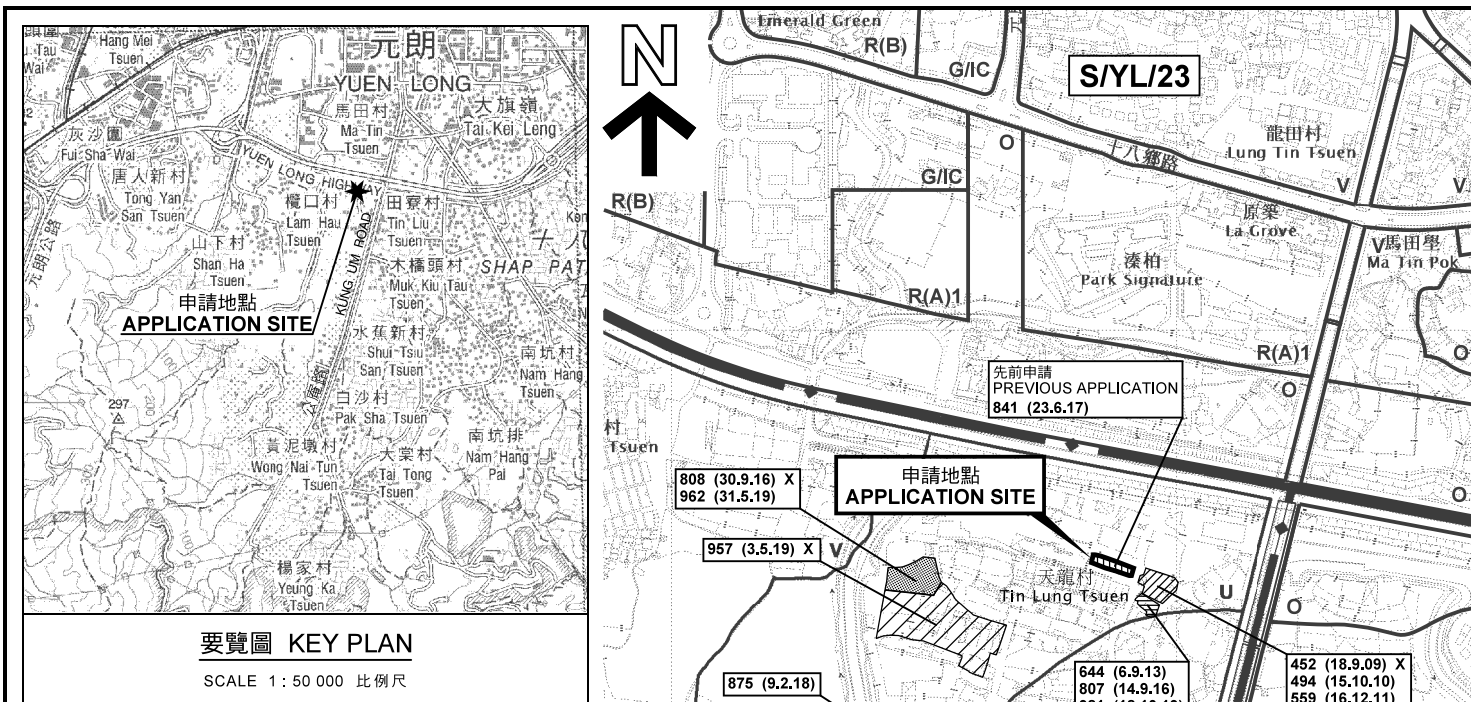 Hang Mei
Tsuen
Tau
Wai
元朗
YUEN LONG
馬田村
Ma Tin
Tsuen
大旗嶺
Tai Kei Leng
灰沙圍
Fui Sha Wai
YUEN LONG HIGHWAY
唐人新村
Tong Yan
San Tsuen
欖口村
Lam Hau
Tsuen
田寮村
Tin Liu
Tsuen
KUNG UM ROAD
山下村
Shan Ha
Tsuen
元朗公路
木橋頭村
Muk Kiu Tau
Tsuen
十八
SHAP PAT
申請地點
APPLICATION SITE
水蕉新村
Shui Tsiu
San Tsuen
南坑村
Nam Hang
Tsuen
公庵路
白沙村
Pak Sha Tsuen
297
200
黃泥墩村
Wong Nai Tun
Tsuen
大棠村
Tai Tong
Tsuen
南坑排
Nam Hang
Pai
楊家村
Yeung Ka
Tsuen
要覽圖 KEY PLAN
SCALE 1 : 50 000 比例尺
N
Emerald Green
R(B)
G/IC
S/YL/23
龍田村
Lung Tin Tsuen
十八鄉路
O
G/IC
V
V
R(B)
原築
La Grove
V
馬田壆
Ma Tin Pok
溱柏
Park Signature
R(A)1
R(A)1
O
O
先前申請
PREVIOUS APPLICATION
841 (23.6.17)
村
Tsuen
808 (30.9.16) X
962 (31.5.19)
申請地點
APPLICATION SITE
O
957 (3.5.19) X
V
天龍村
Tin Lung Tsuen
U
O
875 (9.2.18)
644 (6.9.13)
807 (14.9.16)
452 (18.9.09) X
494 (15.10.10)
559 (16.12.11)